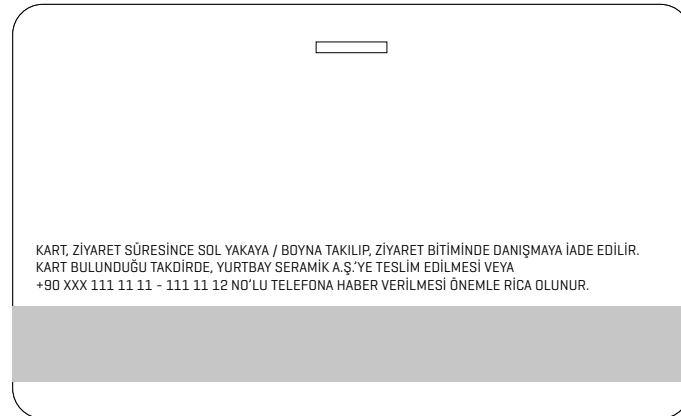 KART, ZİYARET SÜRESİNCE SOL YAKAYA / BOYNA TAKILIP, ZİYARET BİTİMİNDE DANIŞMAYA İADE EDİLİR.
KART BULUNDUĞU TAKDİRDE, YURTBAY SERAMİK A.Ş.'YE TESLİM EDİLMESİ VEYA
+90 XXX 111 11 11 - 111 11 12 NO'LU TELEFONA HABER VERİLMESİ ÖNEMLE RİCA OLUNUR.